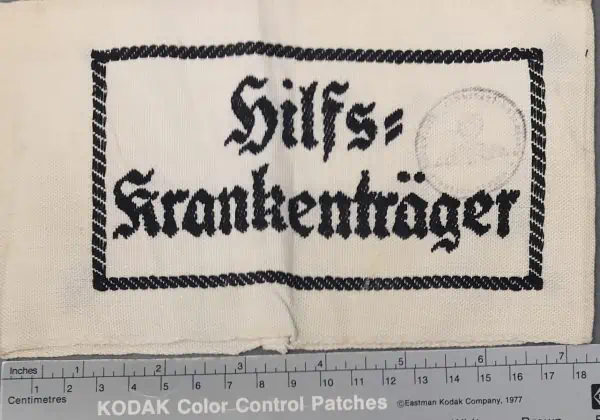 Hilfs=
Krankenträger
Inches 1 2 3 4 5 6 7
1 2 3 4 5 6 7 8 9 10 11 12 13 14 15 16 17 18
Centimetres
KODAK Color Control Patches ©Eastman Kodak Company, 1977